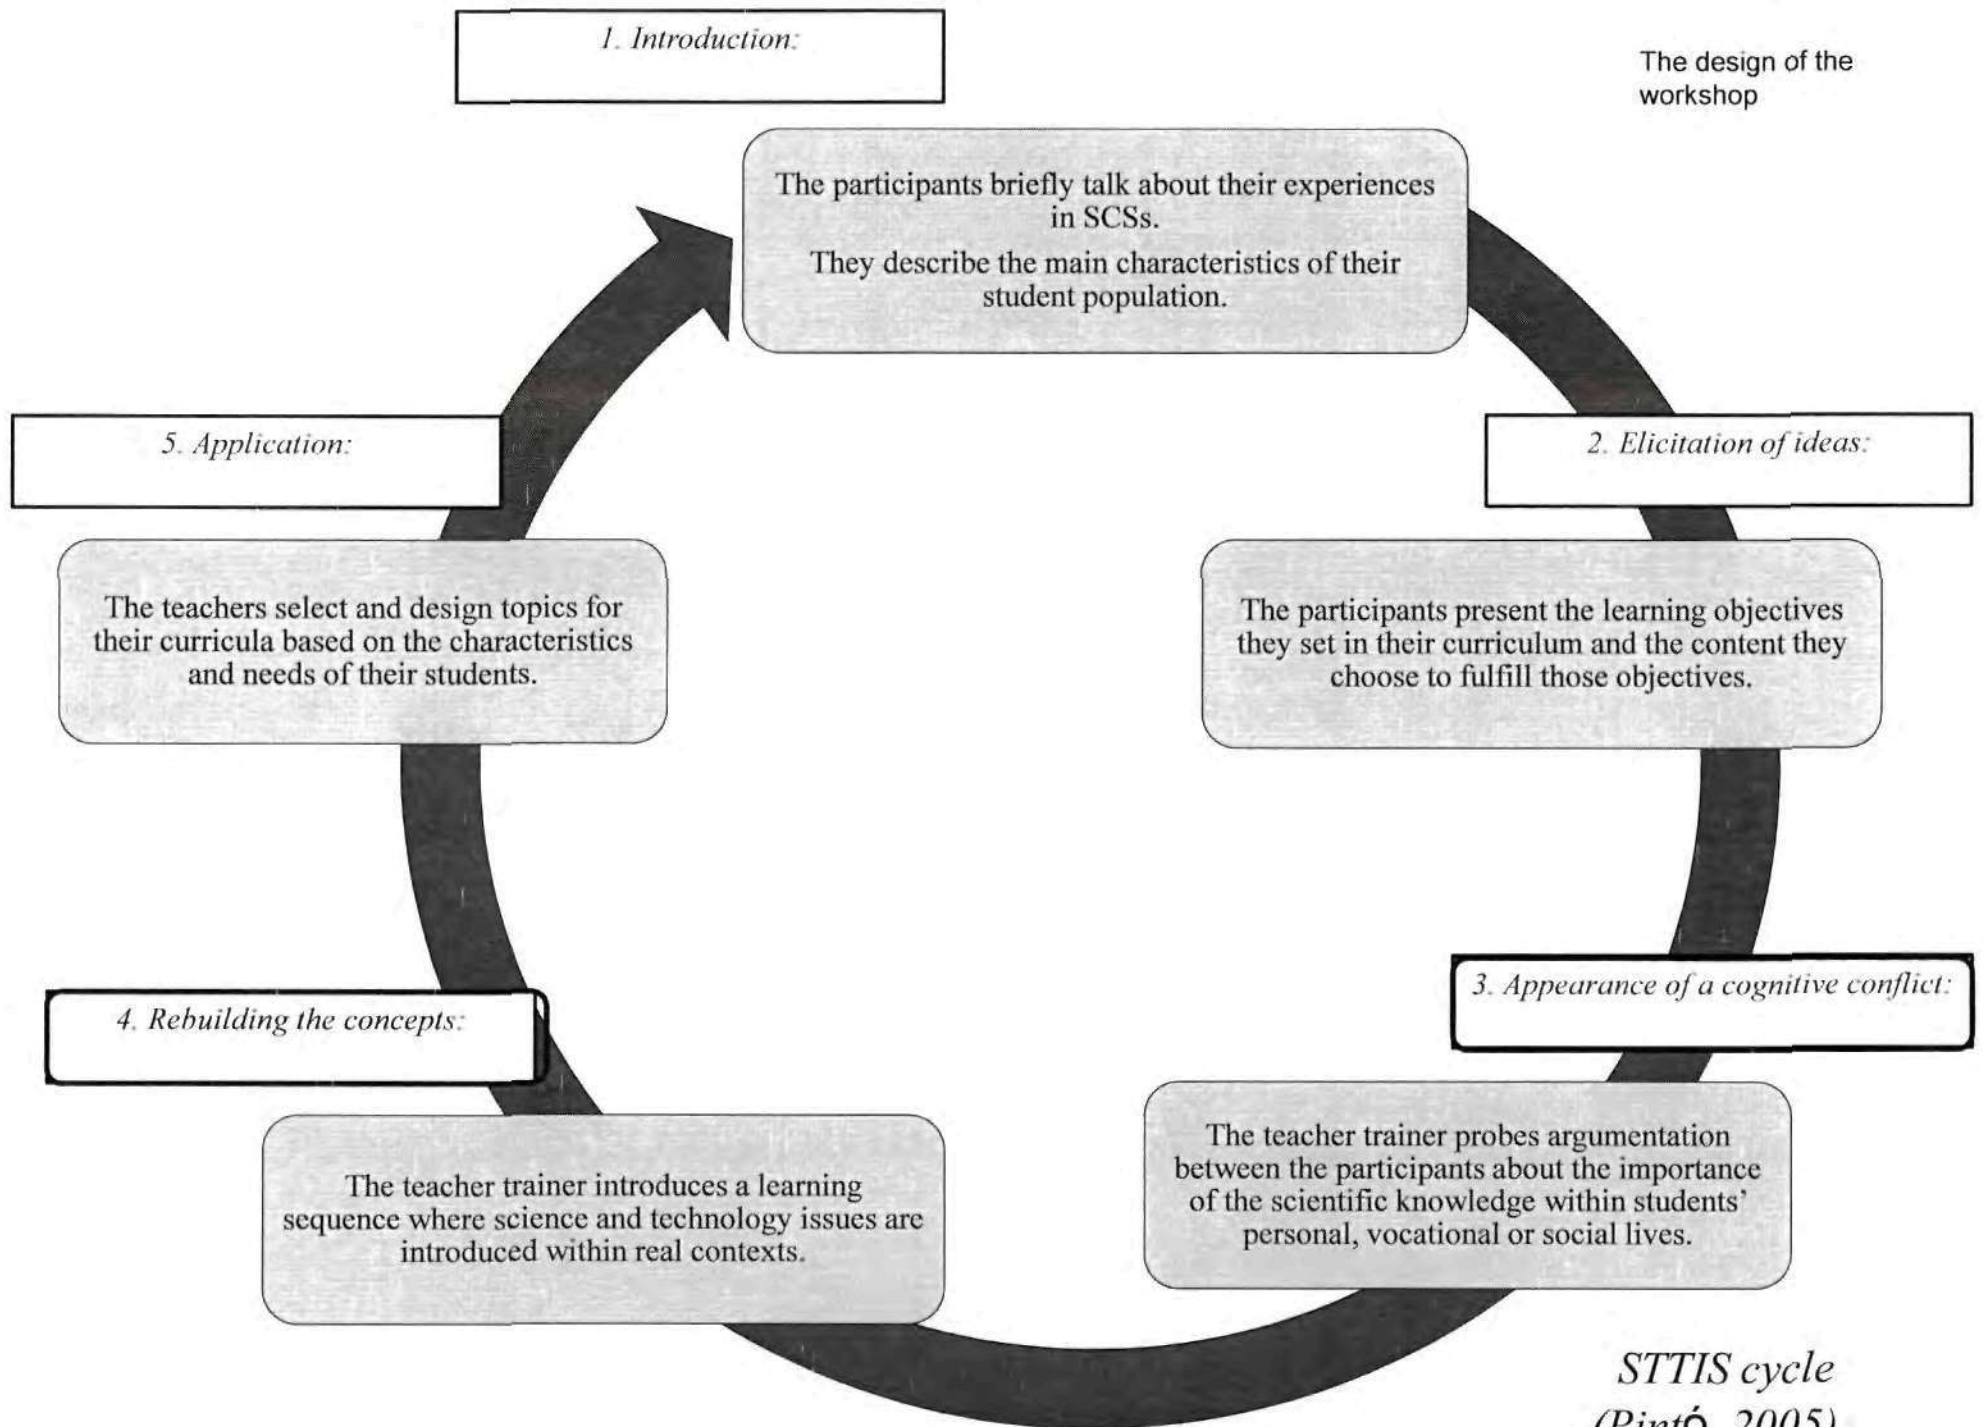 1. Introduction:
The design of the
workshop
The participants briefly talk about their experiences
in SCSs.
They describe the main characteristics of their
student population.
2. Elicitation of ideas:
The participants present the learning objectives
they set in their curriculum and the content they
choose to fulfill those objectives.
3. Appearance of a cognitive conflict:
The teacher trainer probes argumentation
between the participants about the importance
of the scientific knowledge within students’
personal, vocational or social lives.
4. Rebuilding the concepts:
The teacher trainer introduces a learning
sequence where science and technology issues are
introduced within real contexts.
5. Application:
The teachers select and design topics for
their curricula based on the characteristics
and needs of their students.
STTIS cycle
(Pintó, 2005)